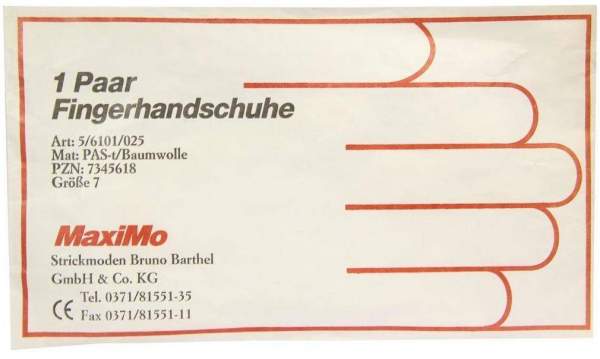 1 Paar
Fingerhandschuhe
Art: 5/6101/025
Mat: PAS-t/Baumwolle
PZN: 7345618
Größe 7
MaxiMo
Strickmoden Bruno Barthel
GmbH & Co. KG
Tel. 0371/81551-35
CE Fax 0371/81551-11